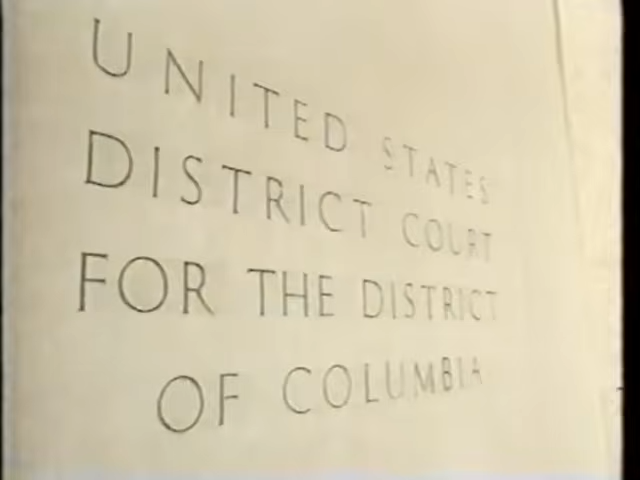 UNITED STATES
DISTRICT COURT
FOR THE DISTRICT
OF COLUMBIA